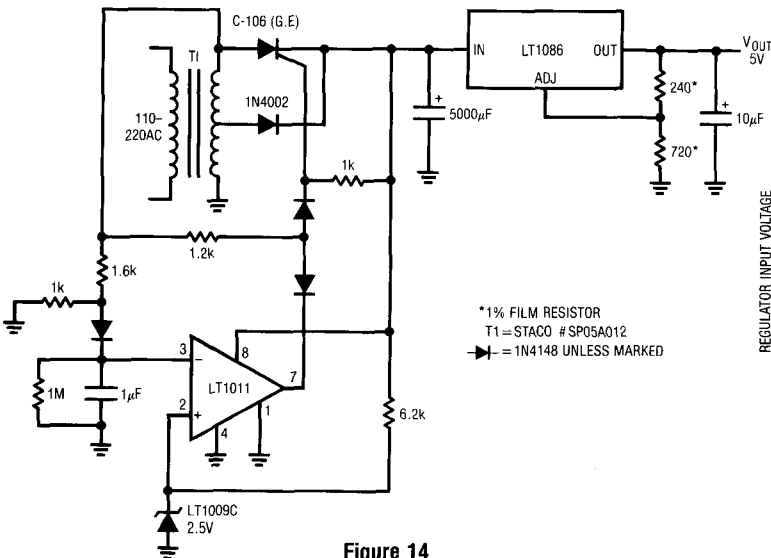 C-106 (G.E)
T1
1N4002
110–
220AC
IN
LT1086
OUT
ADJ
VOUT
5V
+
5000µF
240*
+
10µF
720*
1k
1.2k
1.6k
1k
*1% FILM RESISTOR
T1 = STACO # SP05A012
= 1N4148 UNLESS MARKED
REGULATOR INPUT VOLTAGE
1M
1µF
3
–
8
LT1011
7
2
+
1
4
6.2k
LT1009C
2.5V
Figure 14